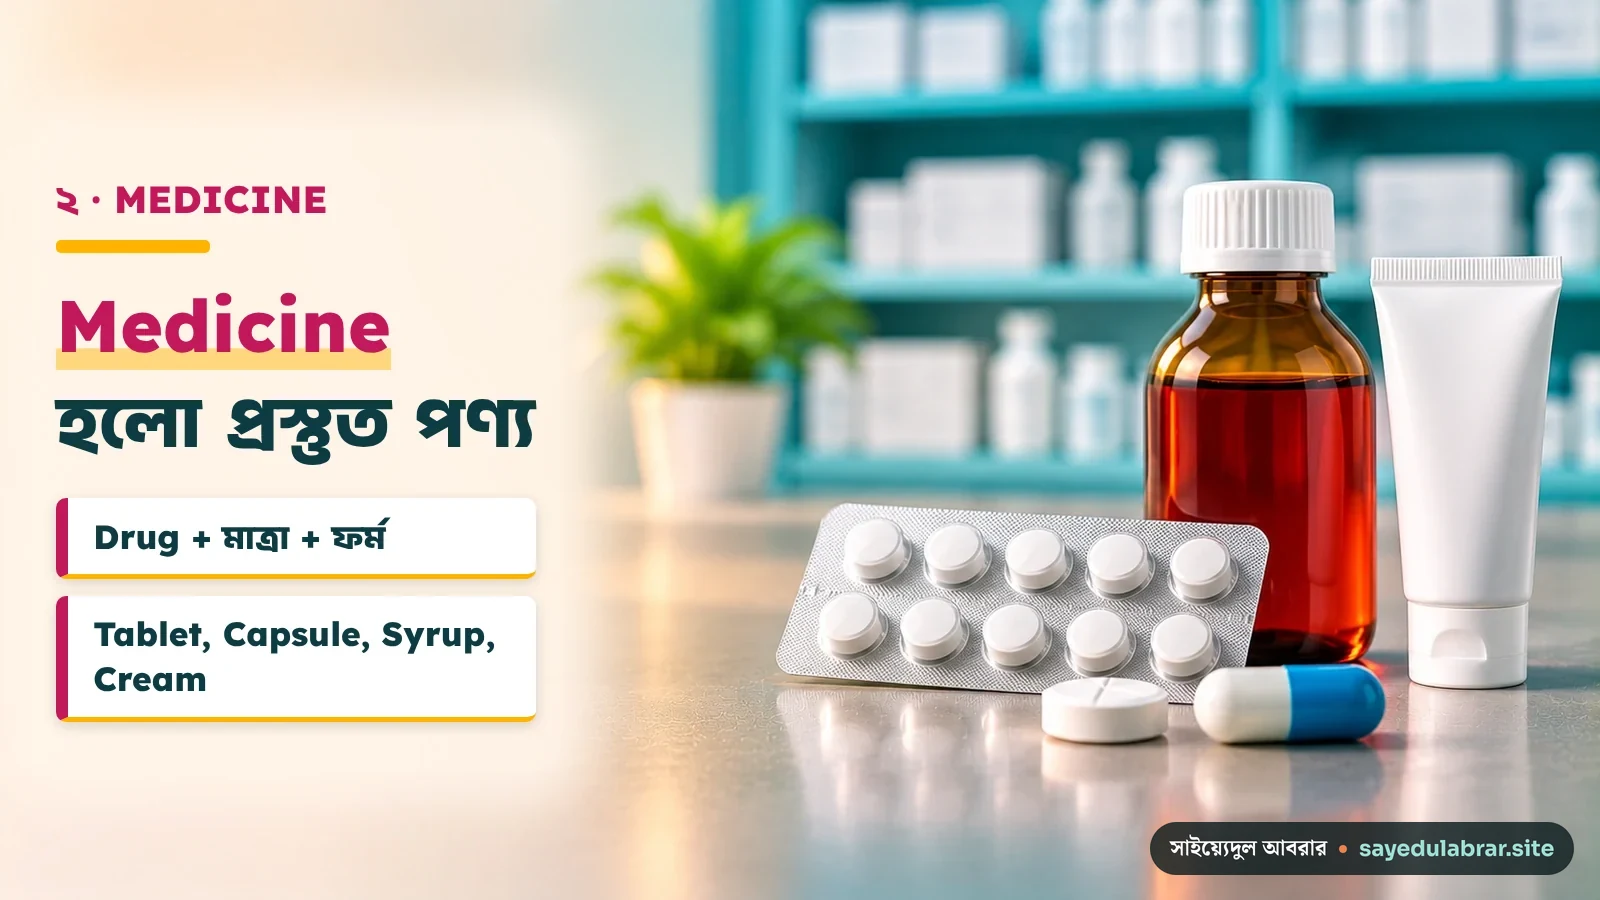 ২ · MEDICINE
Medicine
হলো প্রস্তুত পণ্য
Drug + মাত্রা + ফর্ম
Tablet, Capsule, Syrup,
Cream
সাইয়্যেদুল আবরার • sayedulabrar.site